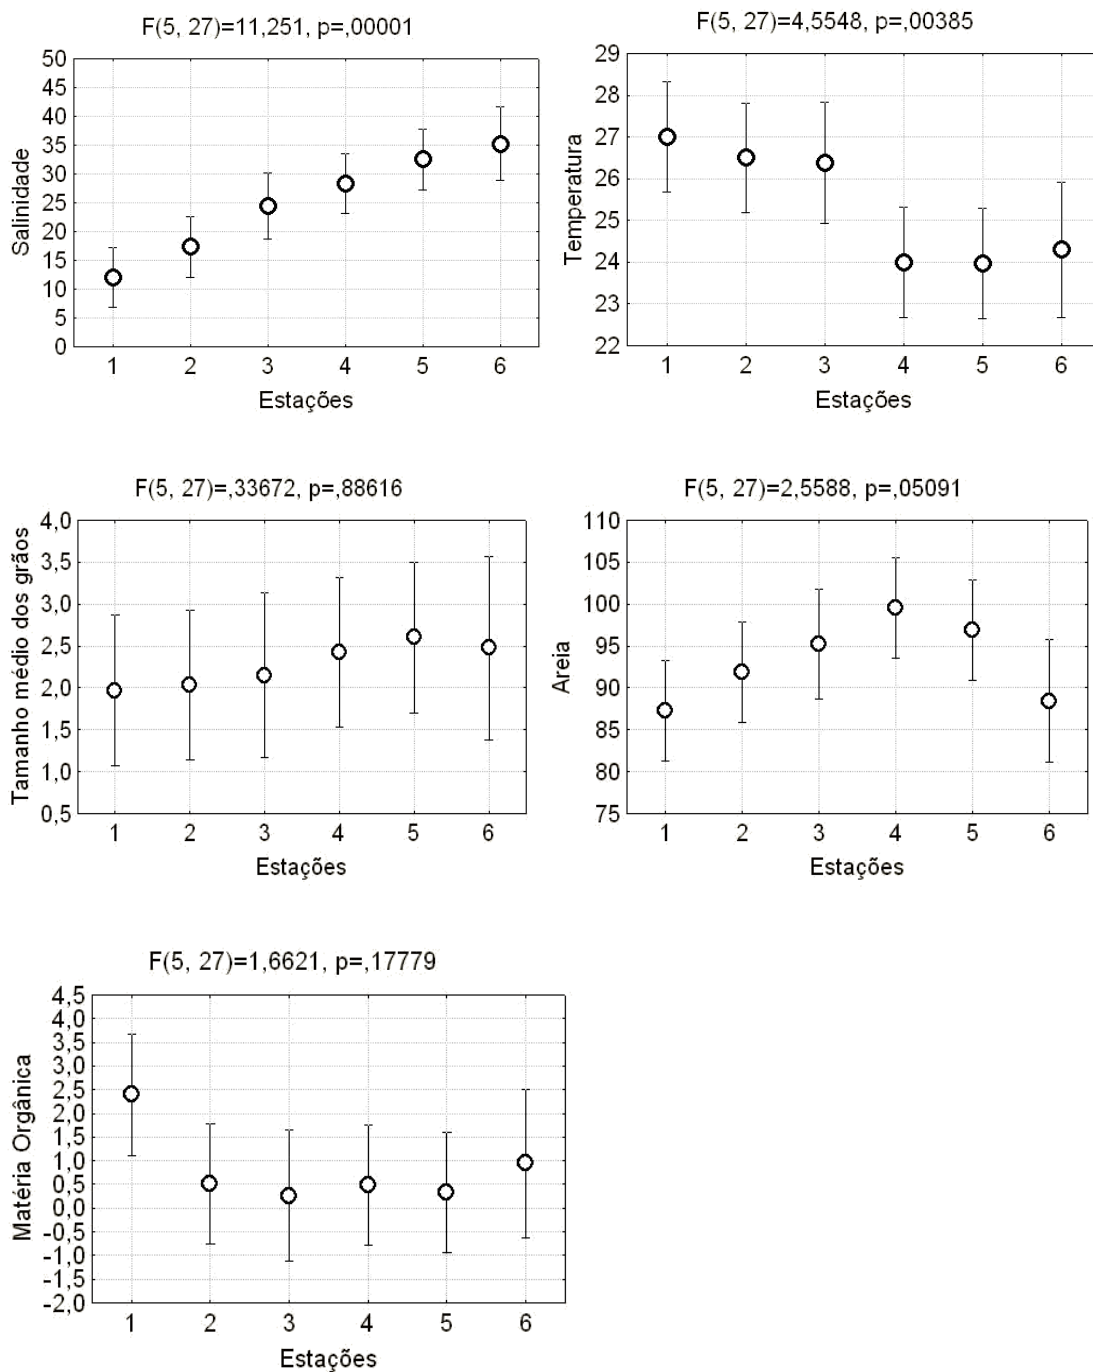 F(5, 27)=11,251, p=,00001
50
45
40
35
30
25
20
15
10
5
0
Salinidade
1 2 3 4 5 6
Estações
F(5, 27)=4,5548, p=,00385
29
28
27
26
25
24
23
22
Temperatura
1 2 3 4 5 6
Estações
F(5, 27)=,33672, p=,88616
4,0
3,5
3,0
2,5
2,0
1,5
1,0
0,5
Tamanho médio dos grãos
1 2 3 4 5 6
Estações
F(5, 27)=2,5588, p=,05091
110
105
100
95
90
85
80
75
Areia
1 2 3 4 5 6
Estações
F(5, 27)=1,6621, p=,17779
4,5
4,0
3,5
3,0
2,5
2,0
1,5
1,0
0,5
0,0
-0,5
-1,0
-1,5
-2,0
Matéria Orgânica
1 2 3 4 5 6
Estações